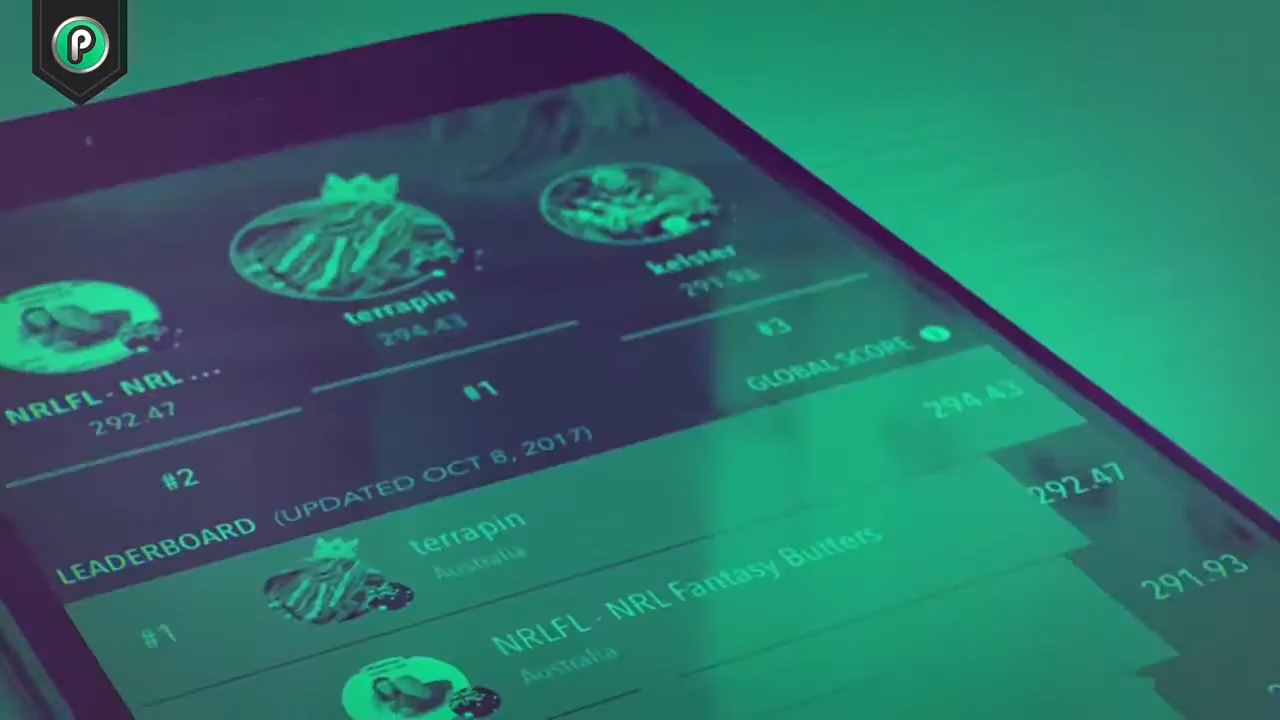 P
terrapin
294.43
kelster
291.93
NRLFL - NRL ...
292.47
#1
#2
#3
GLOBAL SCORE
LEADERBOARD (UPDATED OCT 8, 2017)
#1
terrapin
Australia
294.43
NRLFL - NRL Fantasy Butters
Australia
292.47
291.93